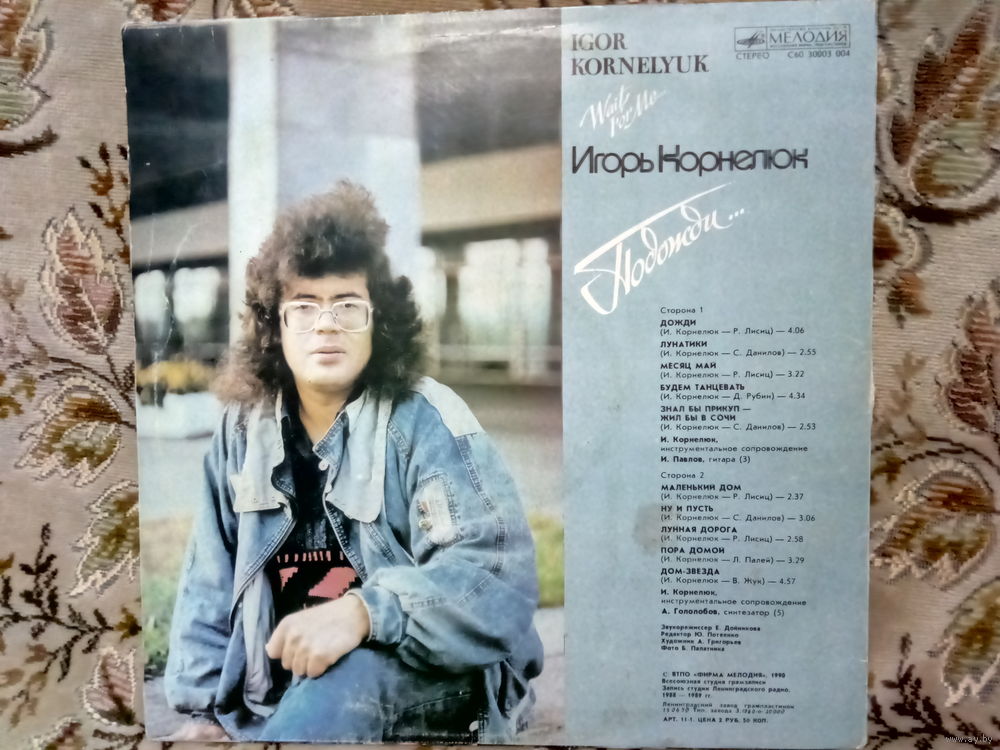 IGOR
KORNELYUK
Wait
For Me
МЕЛОДИЯ
СТЕРЕО С60 30003 004
Игорь Корнелюк
Подожди...
Сторона 1
ДОЖДИ
(И. Корнелюк — Р. Лисиц) — 4.06
ЛУНАТИКИ
(И. Корнелюк — С. Данилов) — 2.55
МЕСЯЦ МАЙ
(И. Корнелюк — Р. Лисиц) — 3.22
БУДЕМ ТАНЦЕВАТЬ
(И. Корнелюк — Д. Рубин) — 4.34
ЗНАЛ БЫ ПРИКУП —
ЖИЛ БЫ В СОЧИ
(И. Корнелюк — С. Данилов) — 2.53
И. Корнелюк,
инструментальное сопровождение
И. Павлов, гитара (3)
Сторона 2
МАЛЕНЬКИЙ ДОМ
(И. Корнелюк — Р. Лисиц) — 2.37
НУ И ПУСТЬ
(И. Корнелюк — С. Данилов) — 3.06
ЛУННАЯ ДОРОГА
(И. Корнелюк — Р. Лисиц) — 2.58
ПОРА ДОМОЙ
(И. Корнелюк — Л. Палей) — 3.29
ДОМ-ЗВЕЗДА
(И. Корнелюк — В. Жук) — 4.57
И. Корнелюк,
инструментальное сопровождение
А. Гололобов, синтезатор (5)
Звукорежиссер Е. Дойникова
Редактор Ю. Потеенко
Художник А. Григорьев
Фото Б. Палатника
© ВТПО «ФИРМА МЕЛОДИЯ», 1990
Всесоюзная студия грамзаписи
Запись студии Ленинградского радио,
1988 — 1989 гг.
Ленинградский завод грампластинок
Тип. завода
АРТ. 11-1. ЦЕНА 2 РУБ. 50 КОП.
www.ay.by